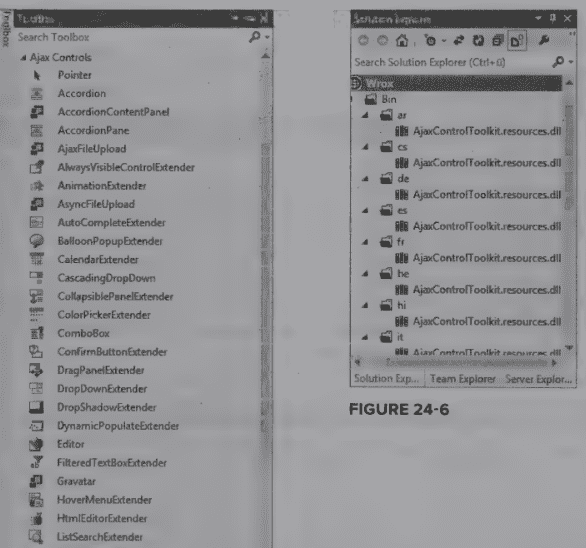 Toolbox
Toolbox
Search Toolbox
Ajax Controls
Pointer
Accordion
AccordionContentPanel
AccordionPane
AjaxFileUpload
AlwaysVisibleControlExtender
AnimationExtender
AsyncFileUpload
AutoCompleteExtender
BalloonPopupExtender
CalendarExtender
CascadingDropDown
CollapsiblePanelExtender
ColorPickerExtender
ComboBox
ConfirmButtonExtender
DragPanelExtender
DropDownExtender
DropShadowExtender
DynamicPopulateExtender
Editor
FilteredTextBoxExtender
Gravatar
HoverMenuExtender
HtmlEditorExtender
ListSearchExtender
Solution Explorer
Search Solution Explorer (Ctrl+ü)
Wrox
Bin
ar
AjaxControlToolkit.resources.dll
cs
AjaxControlToolkit.resources.dll
de
AjaxControlToolkit.resources.dll
es
AjaxControlToolkit.resources.dll
fr
AjaxControlToolkit.resources.dll
he
AjaxControlToolkit.resources.dll
hi
AjaxControlToolkit.resources.dll
it
AjaxControlToolkit.resources.dll
Solution Exp... Team Explorer Server Explor...
FIGURE 24-6